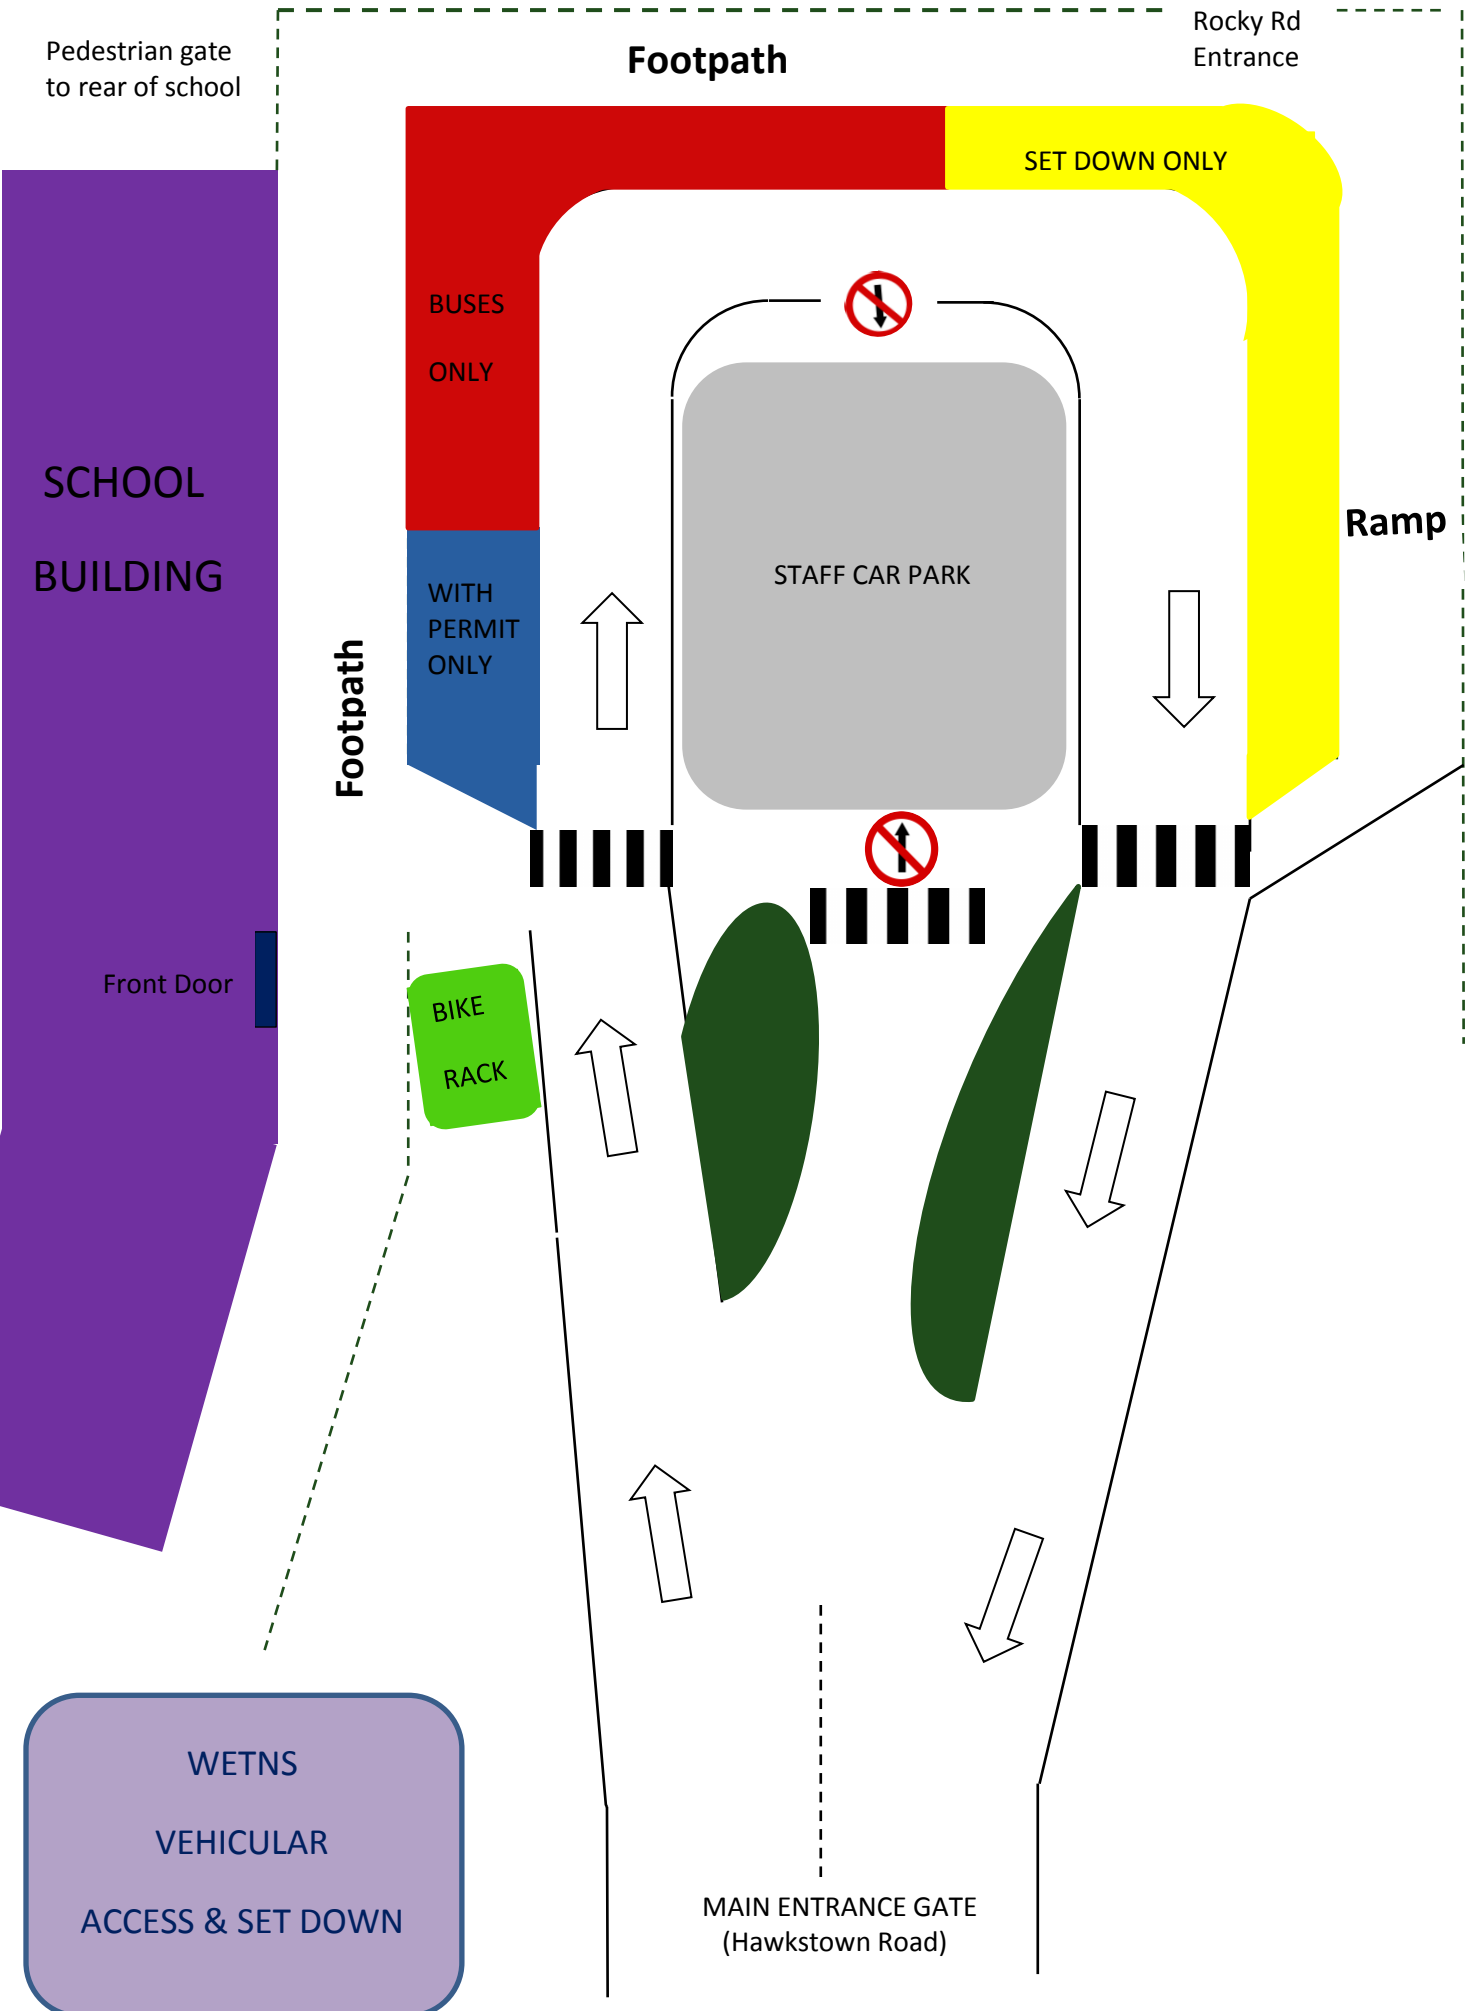 Pedestrian gate
to rear of school
Footpath
Rocky Rd
Entrance
SET DOWN ONLY
BUSES
ONLY
SCHOOL
BUILDING
WITH
PERMIT
ONLY
STAFF CAR PARK
Ramp
Footpath
Front Door
BIKE
RACK
WETNS
VEHICULAR
ACCESS & SET DOWN
MAIN ENTRANCE GATE
(Hawkstown Road)